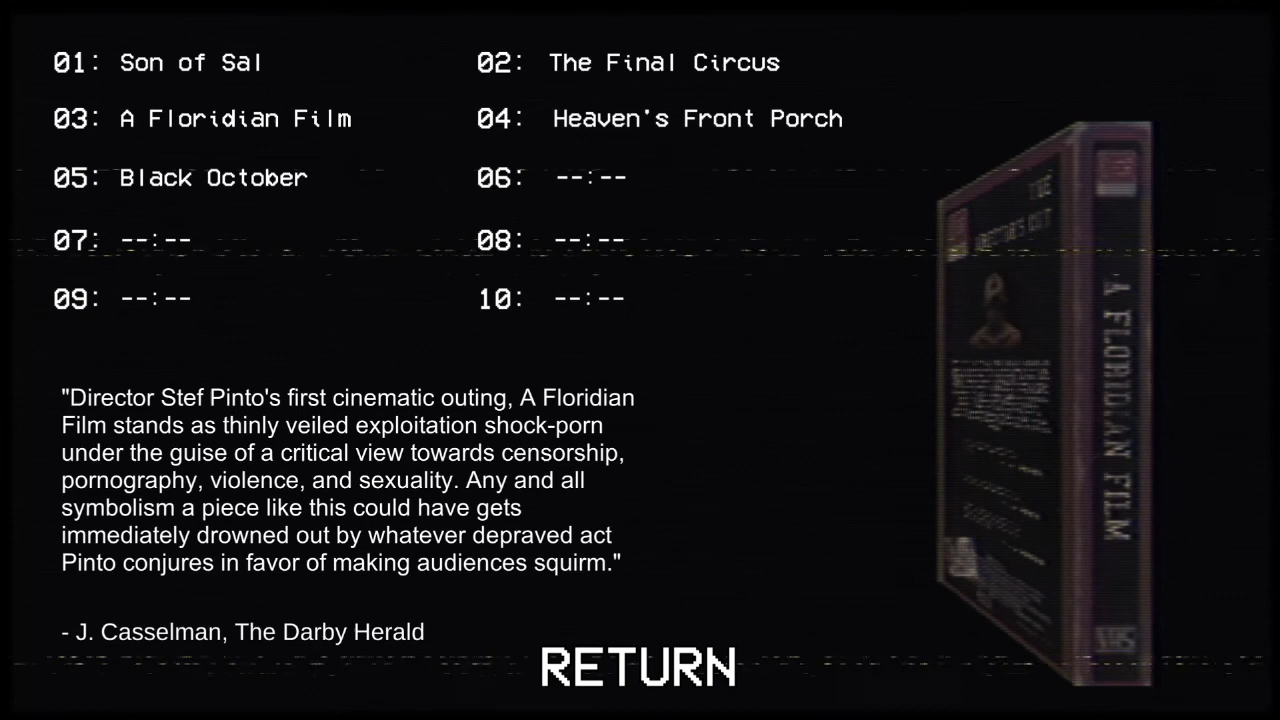 01: Son of Sal
02: The Final Circus
03: A Floridian Film
04: Heaven's Front Porch
05: Black October
06: --:--
07: --:--
08: --:--
09: --:--
10: --:--
"Director Stef Pinto's first cinematic outing, A Floridian
Film stands as thinly veiled exploitation shock-porn
under the guise of a critical view towards censorship,
pornography, violence, and sexuality. Any and all
symbolism a piece like this could have gets
immediately drowned out by whatever depraved act
Pinto conjures in favor of making audiences squirm."
- J. Casselman, The Darby Herald
RETURN
THE
CUT
A FLORIDIAN FILM
VHS